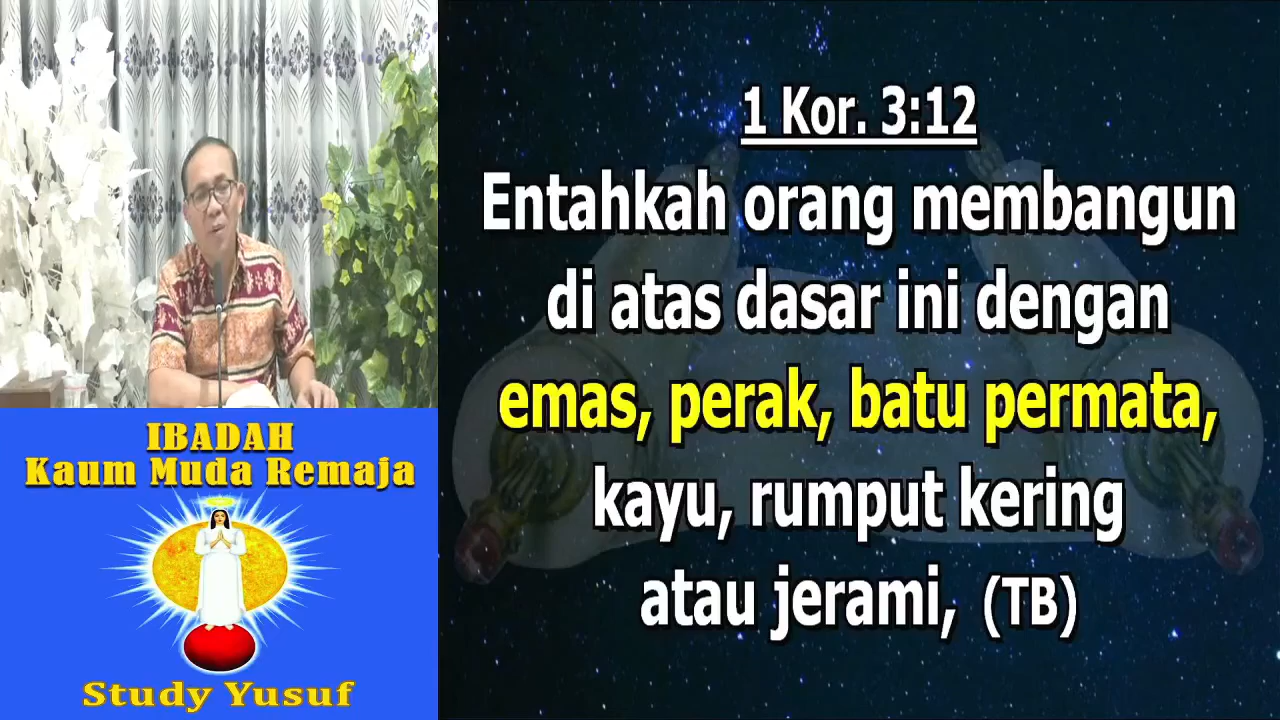 1 Kor. 3:12
Entahkah orang membangun
di atas dasar ini dengan
emas, perak, batu permata,
kayu, rumput kering
atau jerami, (TB)
IBADAH
Kaum Muda Remaja
Study Yusuf